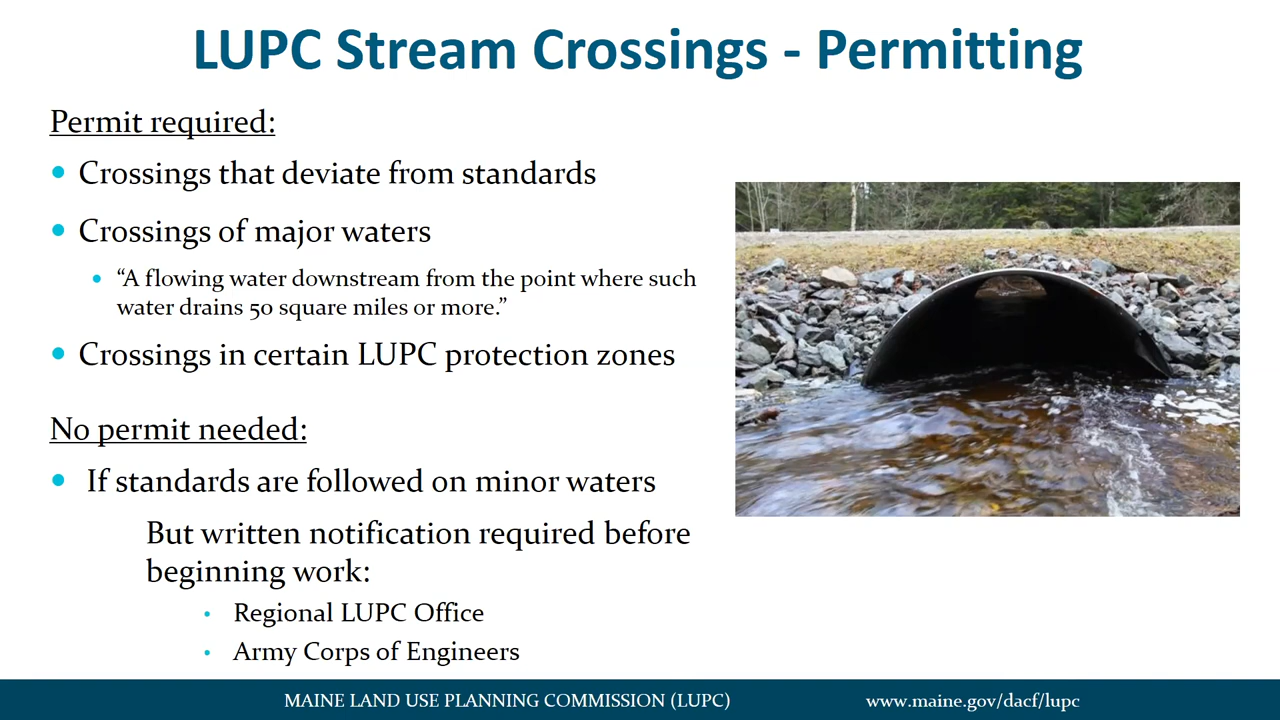 LUPC Stream Crossings - Permitting
Permit required:
• Crossings that deviate from standards
• Crossings of major waters
• “A flowing water downstream from the point where such
water drains 50 square miles or more.”
• Crossings in certain LUPC protection zones
No permit needed:
• If standards are followed on minor waters
But written notification required before
beginning work:
• Regional LUPC Office
• Army Corps of Engineers
MAINE LAND USE PLANNING COMMISSION (LUPC) www.maine.gov/dacf/lupc